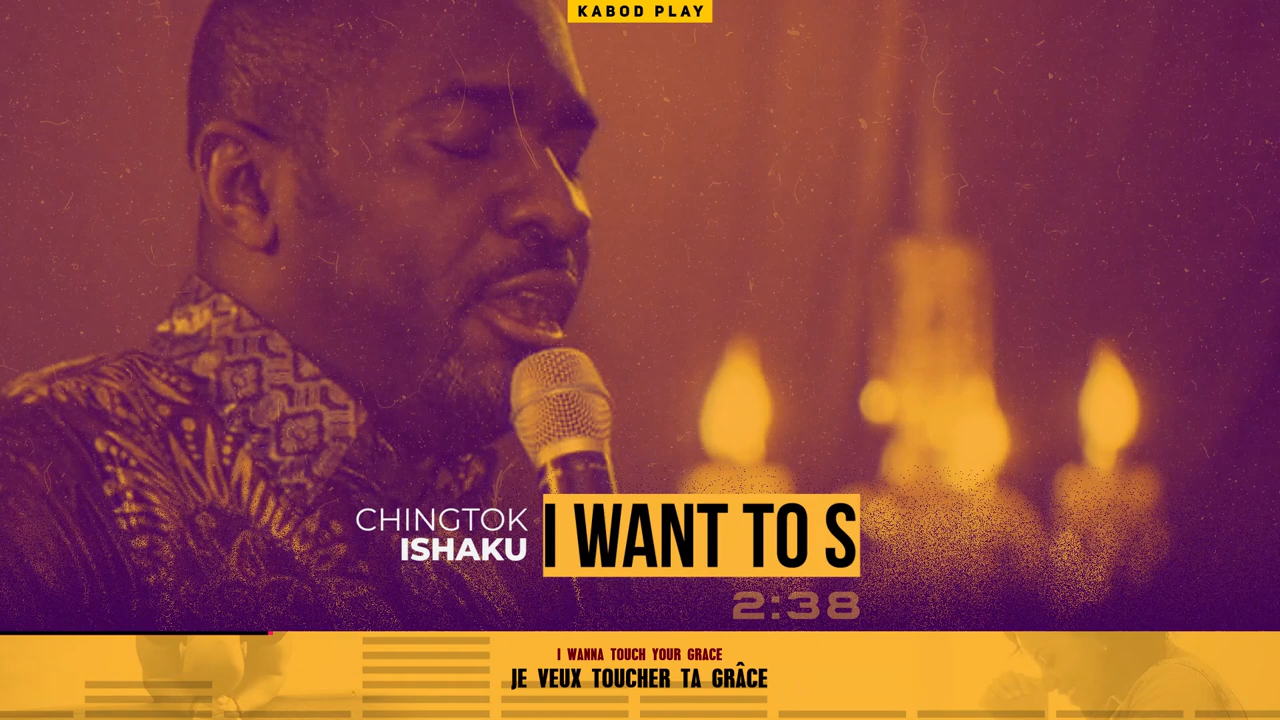 KABOD PLAY
CHINGTOK
ISHAKU
I WANT TO S
2:38
I WANNA TOUCH YOUR GRACE
JE VEUX TOUCHER TA GRÂCE